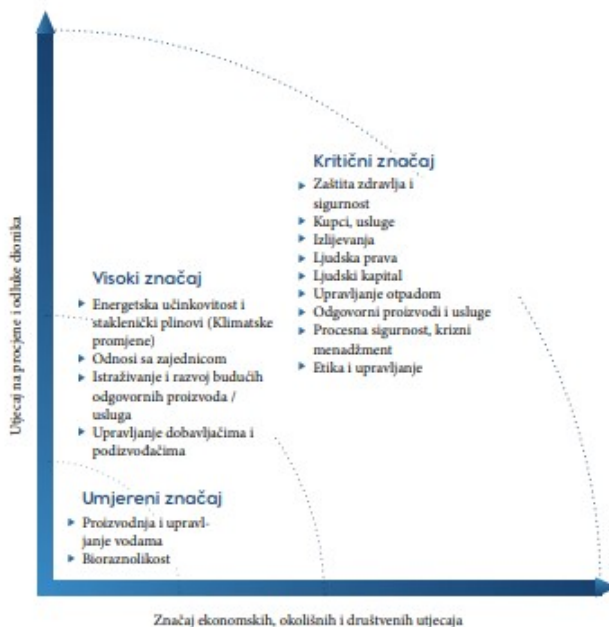 Utjecaj na procjene i odluke dionika
Kritični značaj
Zaštita zdravlja i
sigurnost
Kupci, usluge
Izlijevanja
Ljudska prava
Ljudski kapital
Upravljanje otpadom
Odgovorni proizvodi i usluge
Procesna sigurnost, krizni
menadžment
Etika i upravljanje
Visoki značaj
Energetska učinkovitost i
staklenički plinovi (Klimatske
promjene)
Odnosi sa zajednicom
Istraživanje i razvoj budućih
odgovornih proizvoda /
usluga
Upravljanje dobavljačima i
podizvođačima
Umjereni značaj
Proizvodnja i upravl-
janje vodama
Bioraznolikost
Značaj ekonomskih, okolišnih i društvenih utjecaja